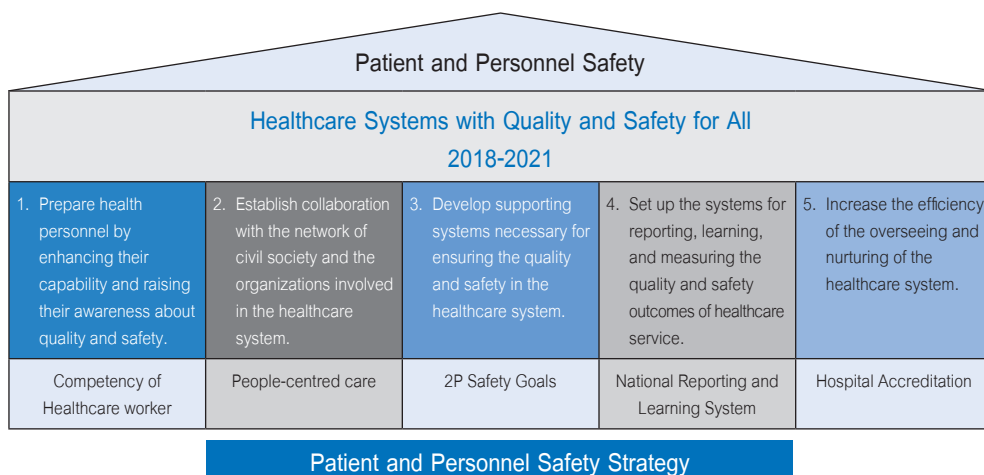 Patient and Personnel Safety
Healthcare Systems with Quality and Safety for All
2018-2021
1. Prepare health
personnel by
enhancing their
capability and raising
their awareness about
quality and safety.
2. Establish collaboration
with the network of
civil society and the
organizations involved
in the healthcare
system.
3. Develop supporting
systems necessary for
ensuring the quality
and safety in the
healthcare system.
4. Set up the systems for
reporting, learning,
and measuring the
quality and safety
outcomes of healthcare
service.
5. Increase the efficiency
of the overseeing and
nurturing of the
healthcare system.
Competency of
Healthcare worker
People-centred care
2P Safety Goals
National Reporting and
Learning System
Hospital Accreditation
Patient and Personnel Safety Strategy